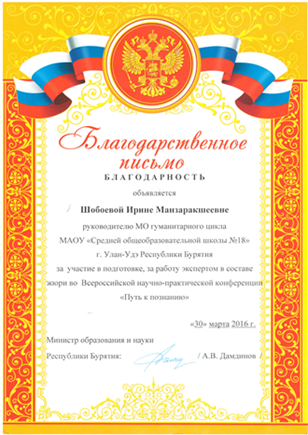 Благодарственное
письмо
БЛАГОДАРНОСТЬ
объявляется
Шобоевой Ирине Манзаракшеевне
руководителю МО гуманитарного цикла
МАОУ «Средней общеобразовательной школы №18»
г. Улан-Удэ Республики Бурятия
за участие в подготовке, за работу экспертом в составе
жюри во Всероссийской научно-практической конференции
«Путь к познанию»
«30» марта 2016 г.
Министр образования и науки
Республики Бурятия: / А.В. Дамдинов /